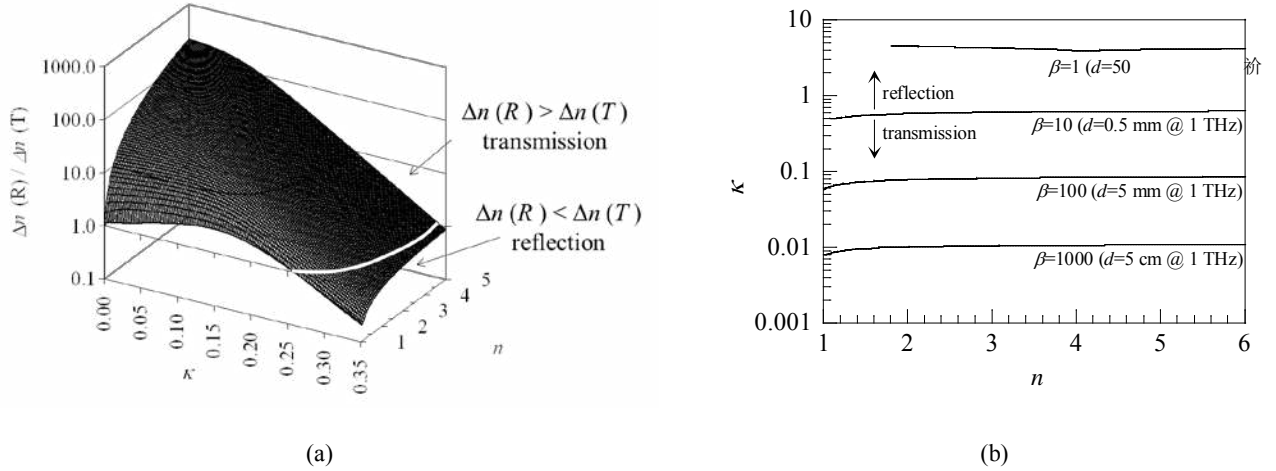 1000.0
100.0
10.0
1.0
0.1
Δn (R) / Δn (T)
0.00
0.05
0.10
0.15
0.20
0.25
0.30
0.35
κ
1
2
3
4
5
n
Δn (R) > Δn (T)
transmission
Δn (R) < Δn (T)
reflection
(a)
10
1
0.1
0.01
0.001
κ
β=1 (d=50 祄
reflection
transmission
β=10 (d=0.5 mm @ 1 THz)
β=100 (d=5 mm @ 1 THz)
β=1000 (d=5 cm @ 1 THz)
1 2 3 4 5 6
n
(b)